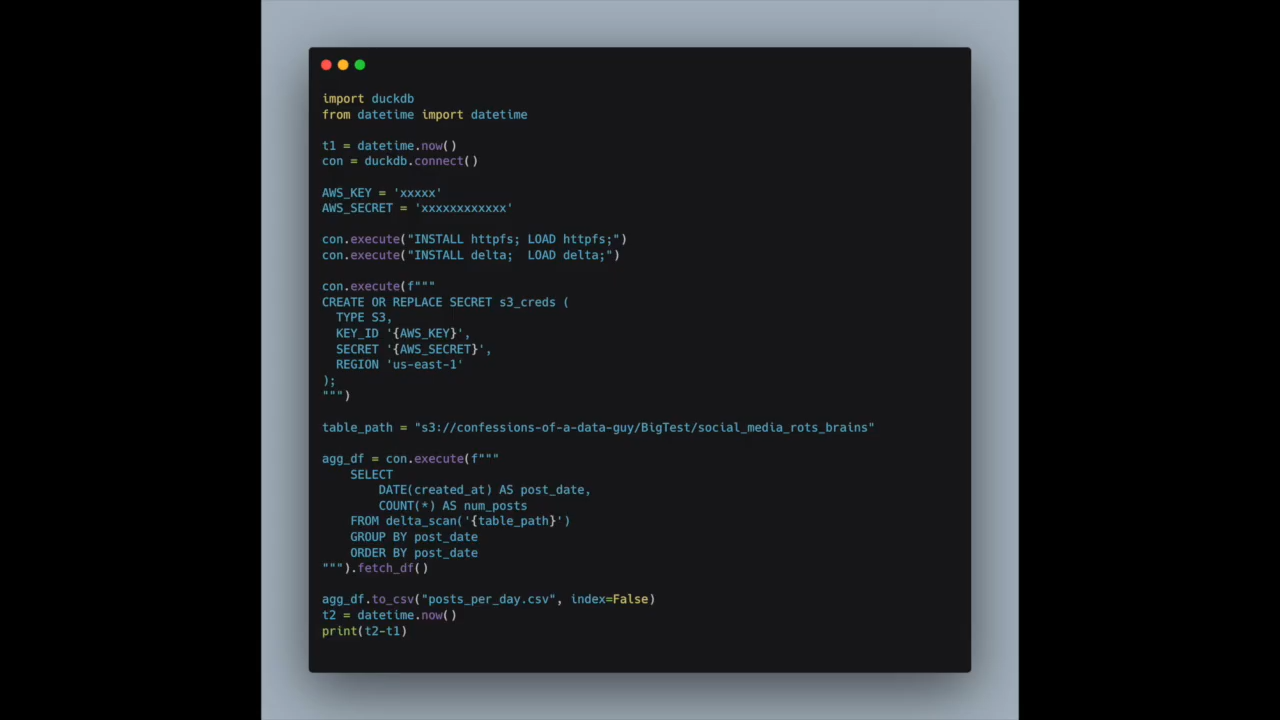 import duckdb
from datetime import datetime

t1 = datetime.now()
con = duckdb.connect()

AWS_KEY = 'xxxxx'
AWS_SECRET = 'xxxxxxxxxxxx'

con.execute("INSTALL httpfs; LOAD httpfs;")
con.execute("INSTALL delta;  LOAD delta;")

con.execute(f"""
CREATE OR REPLACE SECRET s3_creds (
  TYPE S3,
  KEY_ID '{AWS_KEY}',
  SECRET '{AWS_SECRET}',
  REGION 'us-east-1'
);
""")

table_path = "s3://confessions-of-a-data-guy/BigTest/social_media_rots_brains"

agg_df = con.execute(f"""
    SELECT
        DATE(created_at) AS post_date,
        COUNT(*) AS num_posts
    FROM delta_scan('{table_path}')
    GROUP BY post_date
    ORDER BY post_date
""").fetch_df()

agg_df.to_csv("posts_per_day.csv", index=False)
t2 = datetime.now()
print(t2-t1)